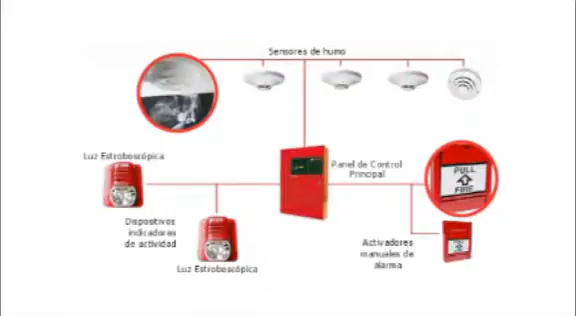 Sensores de humo
Luz Estroboscópica
Panel de Control
Principal
PULL
FIRE
Dispositivos
indicadores
de actividad
Activadores
manuales de
alarma
Luz Estroboscópica